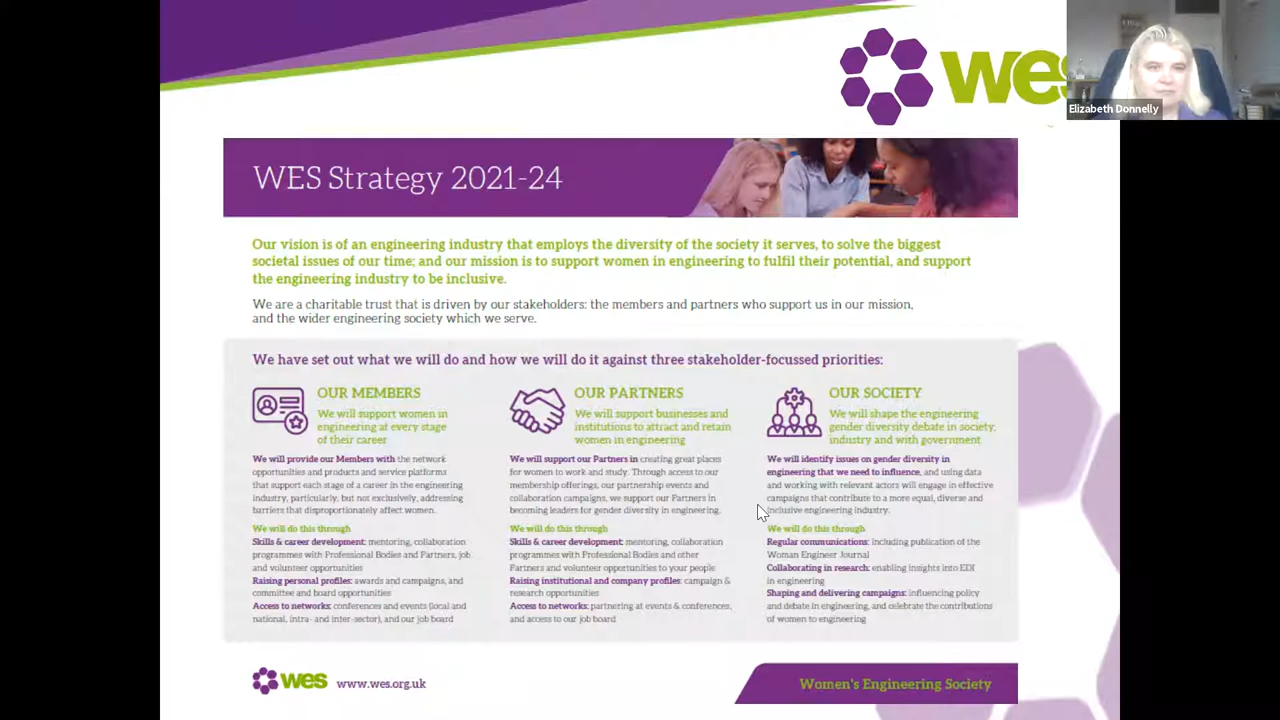 wes
Elizabeth Donnelly
WES Strategy 2021-24
Our vision is of an engineering industry that employs the diversity of the society it serves, to solve the biggest
societal issues of our time; and our mission is to support women in engineering to fulfil their potential, and support
the engineering industry to be inclusive.
We are a charitable trust that is driven by our stakeholders: the members and partners who support us in our mission,
and the wider engineering society which we serve.
We have set out what we will do and how we will do it against three stakeholder-focussed priorities:
OUR MEMBERS
We will support women in
engineering at every stage
of their career
We will provide our Members with the network
opportunities and products and service platforms
that support each stage of a career in the engineering
industry, particularly, but not exclusively, addressing
barriers that disproportionately affect women.
We will do this through
Skills & career development: mentoring, collaboration
programmes with Professional Bodies and Partners, job
and volunteer opportunities
Raising personal profiles: awards and campaigns, and
committee and board opportunities
Access to networks: conferences and events (local and
national, intra- and inter-sector), and our job board
OUR PARTNERS
We will support businesses and
institutions to attract and retain
women in engineering
We will support our Partners in creating great places
for women to work and study. Through access to our
membership offerings, our partnership events and
collaboration campaigns, we support our Partners in
becoming leaders for gender diversity in engineering.
We will do this through
Skills & career development: mentoring, collaboration
programmes with Professional Bodies and other
Partners and volunteer opportunities to your people
Raising institutional and company profiles: campaign &
research opportunities
Access to networks: partnering at events & conferences,
and access to our job board
OUR SOCIETY
We will shape the engineering
gender diversity debate in society,
industry and with government
We will identify issues on gender diversity in
engineering that we need to influence, and using data
and working with relevant actors will engage in effective
campaigns that contribute to a more equal, diverse and
inclusive engineering industry.
We will do this through
Regular communications: including publication of the
Woman Engineer Journal
Collaborating in research: enabling insights into EDI
in engineering
Shaping and delivering campaigns: influencing policy
and debate in engineering, and celebrate the contributions
of women to engineering
wes www.wes.org.uk
Women's Engineering Society